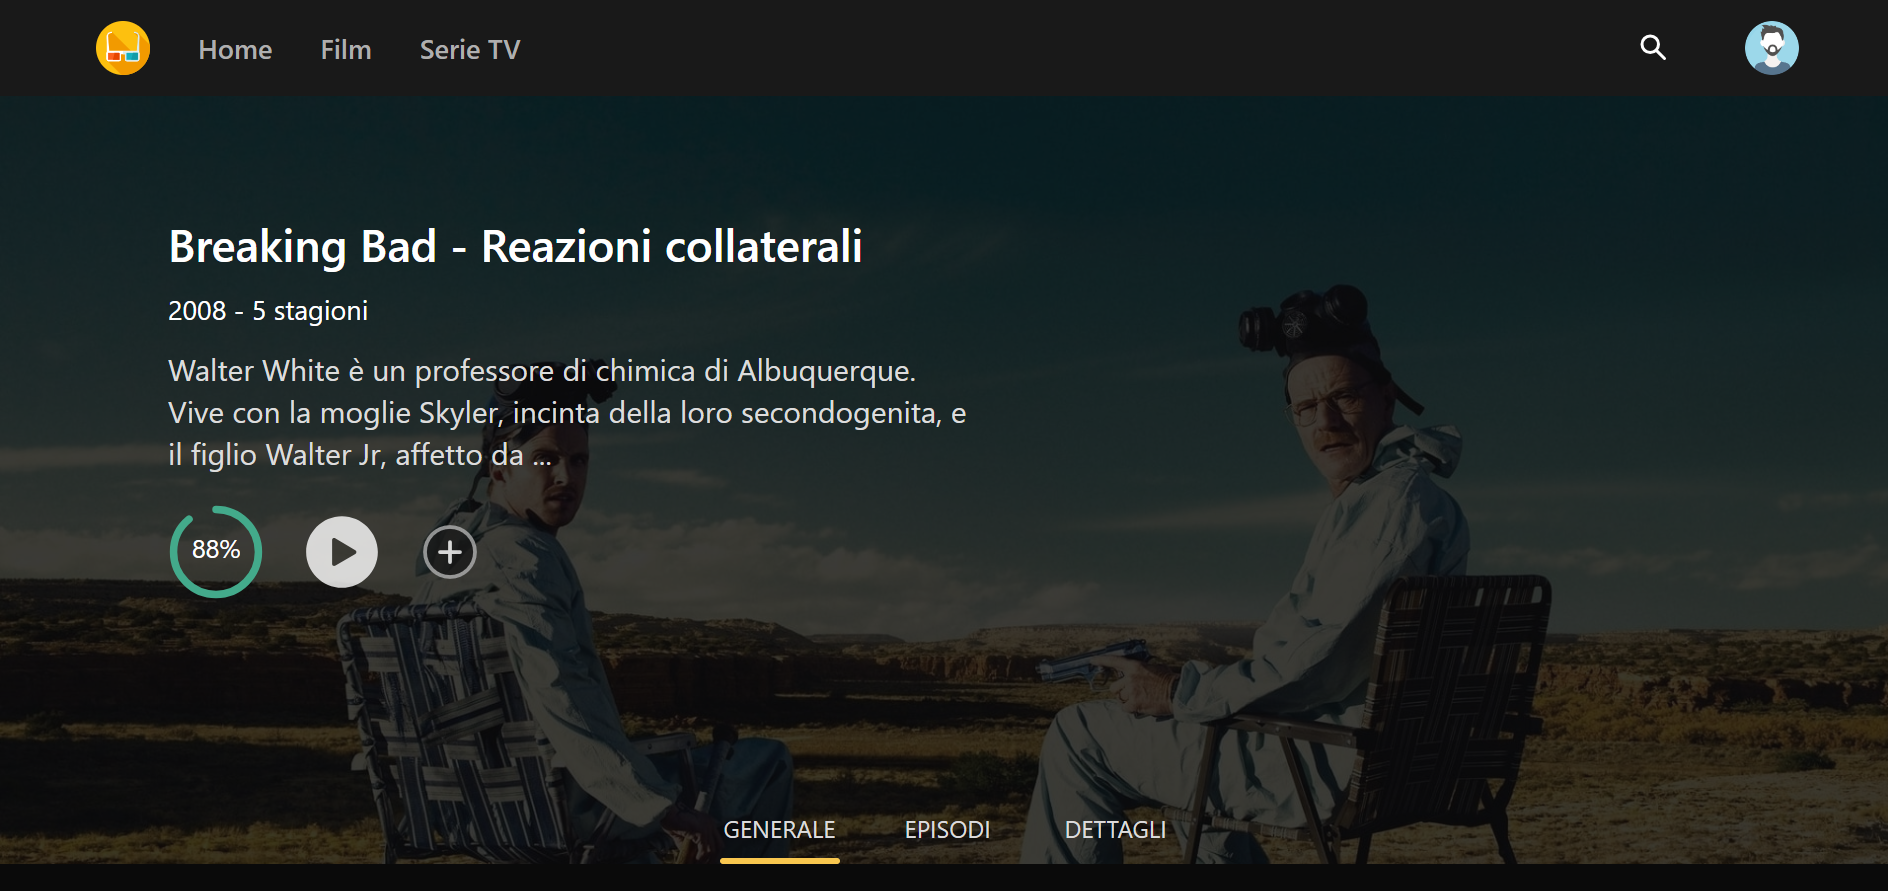 Home Film Serie TV
Breaking Bad - Reazioni collaterali
2008 - 5 stagioni
Walter White è un professore di chimica di Albuquerque.
Vive con la moglie Skyler, incinta della loro secondogenita, e
il figlio Walter Jr, affetto da ...
88%
GENERALE EPISODI DETTAGLI